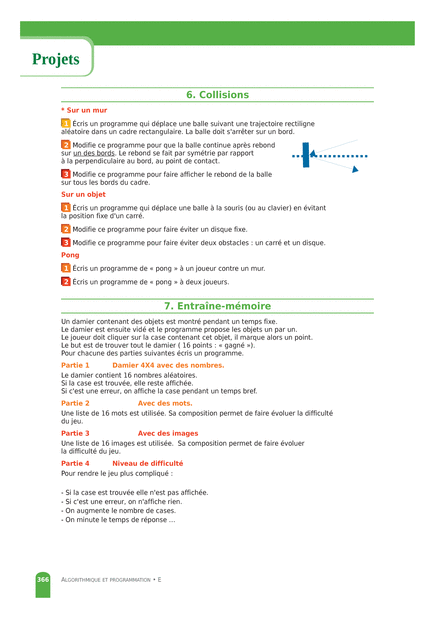 Projets
6. Collisions
* Sur un mur
1 Écris un programme qui déplace une balle suivant une trajectoire rectiligne
aléatoire dans un cadre rectangulaire. La balle doit s'arrêter sur un bord.
2 Modifie ce programme pour que la balle continue après rebond
sur un des bords. Le rebond se fait par symétrie par rapport
à la perpendiculaire au bord, au point de contact.
3 Modifie ce programme pour faire afficher le rebond de la balle
sur tous les bords du cadre.
Sur un objet
1 Écris un programme qui déplace une balle à la souris (ou au clavier) en évitant
la position fixe d'un carré.
2 Modifie ce programme pour faire éviter un disque fixe.
3 Modifie ce programme pour faire éviter deux obstacles : un carré et un disque.
Pong
1 Écris un programme de « pong » à un joueur contre un mur.
2 Écris un programme de « pong » à deux joueurs.
7. Entraîne-mémoire
Un damier contenant des objets est montré pendant un temps fixe.
Le damier est ensuite vidé et le programme propose les objets un par un.
Le joueur doit cliquer sur la case contenant cet objet, il marque alors un point.
Le but est de trouver tout le damier ( 16 points : « gagné »).
Pour chacune des parties suivantes écris un programme.
Partie 1 Damier 4X4 avec des nombres.
Le damier contient 16 nombres aléatoires.
Si la case est trouvée, elle reste affichée.
Si c'est une erreur, on affiche la case pendant un temps bref.
Partie 2 Avec des mots.
Une liste de 16 mots est utilisée. Sa composition permet de faire évoluer la difficulté
du jeu.
Partie 3 Avec des images
Une liste de 16 images est utilisée. Sa composition permet de faire évoluer
la difficulté du jeu.
Partie 4 Niveau de difficulté
Pour rendre le jeu plus compliqué :
- Si la case est trouvée elle n'est pas affichée.
- Si c'est une erreur, on n'affiche rien.
- On augmente le nombre de cases.
- On minute le temps de réponse ...
366 ALGORITHMIQUE ET PROGRAMMATION • E